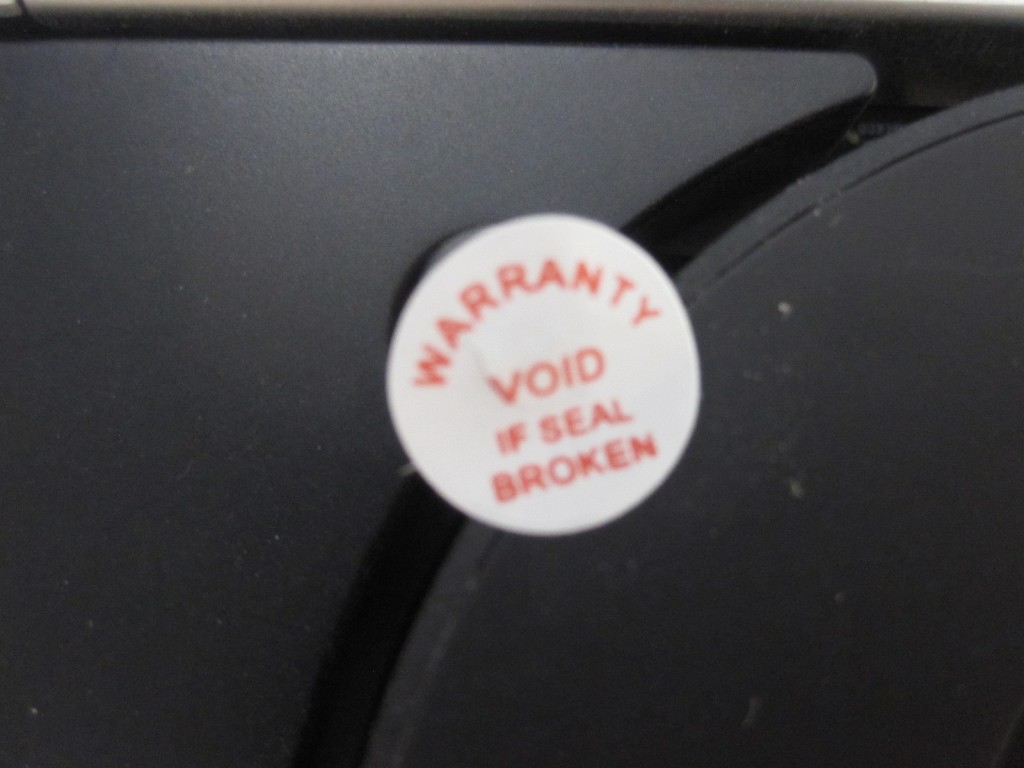 WARRANTY
VOID
IF SEAL
BROKEN